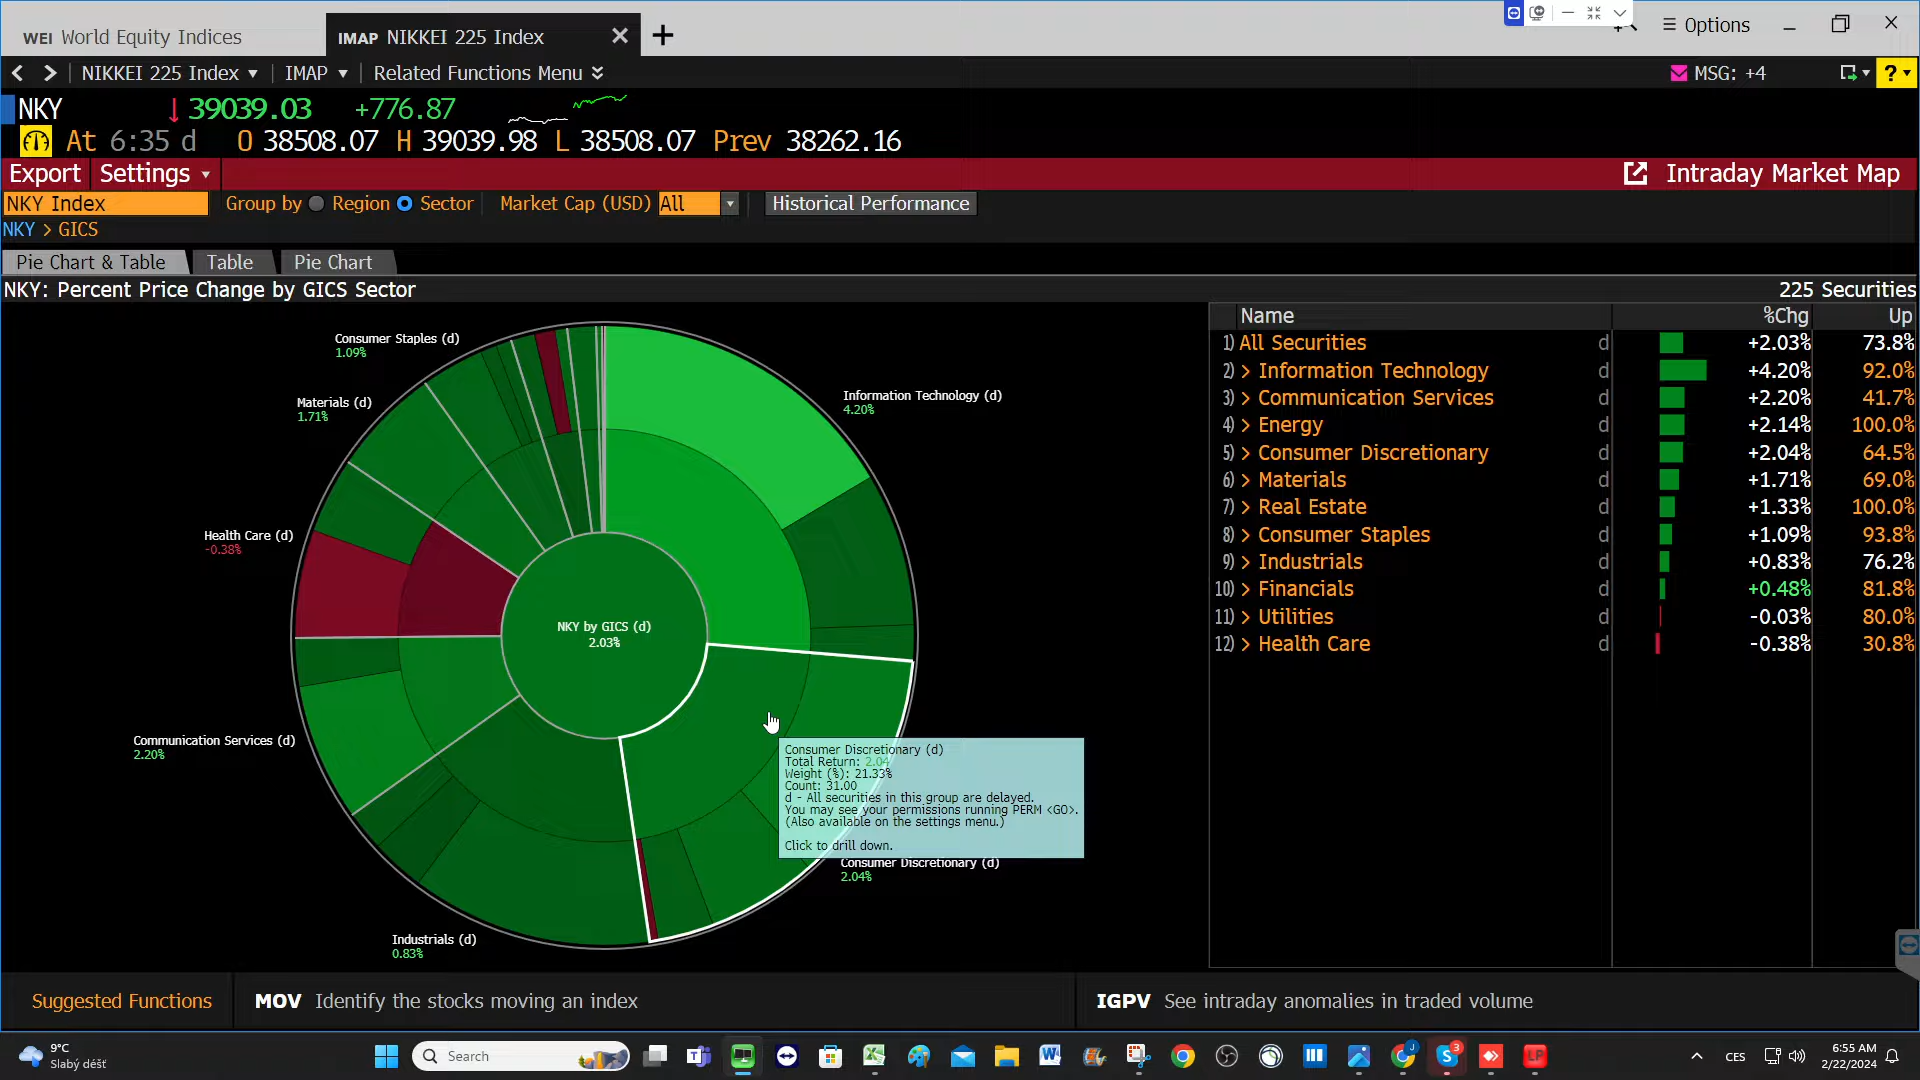 WEI World Equity Indices
IMAP NIKKEI 225 Index
Options
NIKKEI 225 Index
IMAP
Related Functions Menu
MSG: +4
?
NKY
↓39039.03 +776.87
At 6:35 d O 38508.07 H 39039.98 L 38508.07 Prev 38262.16
Export Settings
Intraday Market Map
NKY Index
Group by Region Sector
Market Cap (USD) All
Historical Performance
NKY > GICS
Pie Chart & Table
Table
Pie Chart
NKY: Percent Price Change by GICS Sector
225 Securities
Consumer Staples (d)
1.09%
Materials (d)
1.71%
Information Technology (d)
4.20%
Health Care (d)
-0.38%
NKY by GICS (d)
2.03%
Communication Services (d)
2.20%
Consumer Discretionary (d)
Total Return: 2.04
Weight (%): 21.33%
Count: 31.00
d - All securities in this group are delayed.
You may see your permissions running PERM <GO>.
(Also available on the settings menu.)
Click to drill down.
Consumer Discretionary (d)
2.04%
Industrials (d)
0.83%
Name %Chg Up
1) All Securities d +2.03% 73.8%
2) > Information Technology d +4.20% 92.0%
3) > Communication Services d +2.20% 41.7%
4) > Energy d +2.14% 100.0%
5) > Consumer Discretionary d +2.04% 64.5%
6) > Materials d +1.71% 69.0%
7) > Real Estate d +1.33% 100.0%
8) > Consumer Staples d +1.09% 93.8%
9) > Industrials d +0.83% 76.2%
10) > Financials d +0.48% 81.8%
11) > Utilities d -0.03% 80.0%
12) > Health Care d -0.38% 30.8%
Suggested Functions
MOV Identify the stocks moving an index
IGPV See intraday anomalies in traded volume
9°C
Slabý déšť
Search
3
LP
CES
6:55 AM
2/22/2024